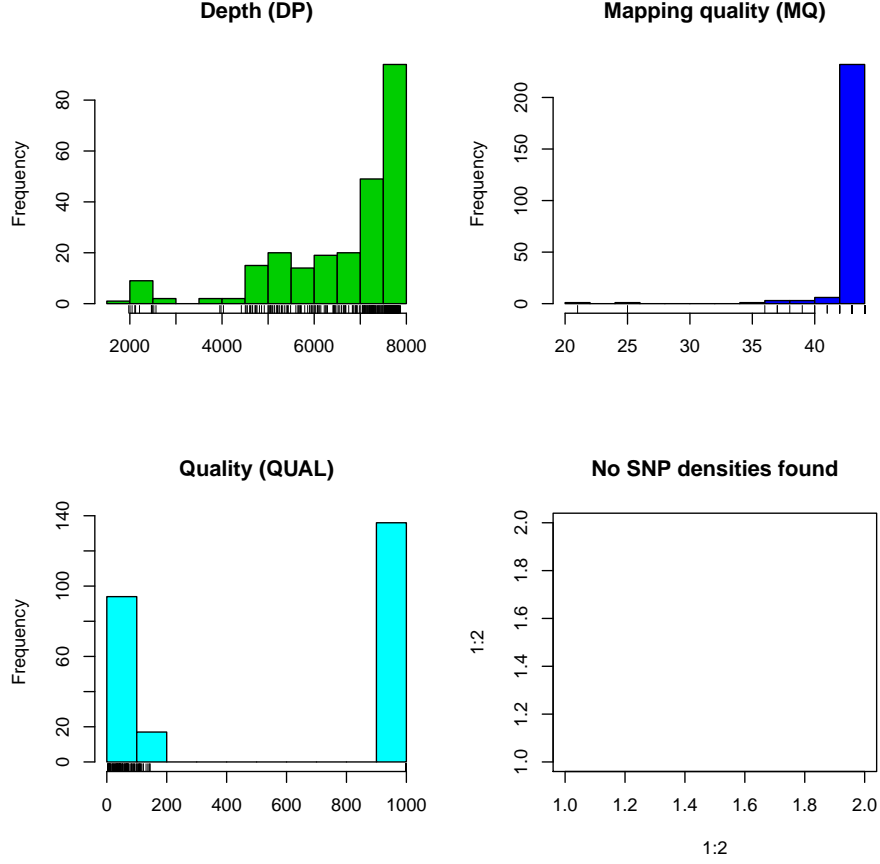 Depth (DP)
Frequency
0 20 40 60 80
2000 4000 6000 8000
Mapping quality (MQ)
Frequency
0 50 100 150 200
20 25 30 35 40
Quality (QUAL)
Frequency
0 20 60 100 140
0 200 400 600 800 1000
No SNP densities found
1:2
1.0 1.2 1.4 1.6 1.8 2.0
1.0 1.2 1.4 1.6 1.8 2.0
1:2